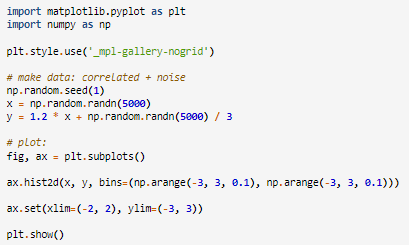 import matplotlib.pyplot as plt
import numpy as np

plt.style.use('_mpl-gallery-nogrid')

# make data: correlated + noise
np.random.seed(1)
x = np.random.randn(5000)
y = 1.2 * x + np.random.randn(5000) / 3

# plot:
fig, ax = plt.subplots()

ax.hist2d(x, y, bins=(np.arange(-3, 3, 0.1), np.arange(-3, 3, 0.1)))

ax.set(xlim=(-2, 2), ylim=(-3, 3))

plt.show()